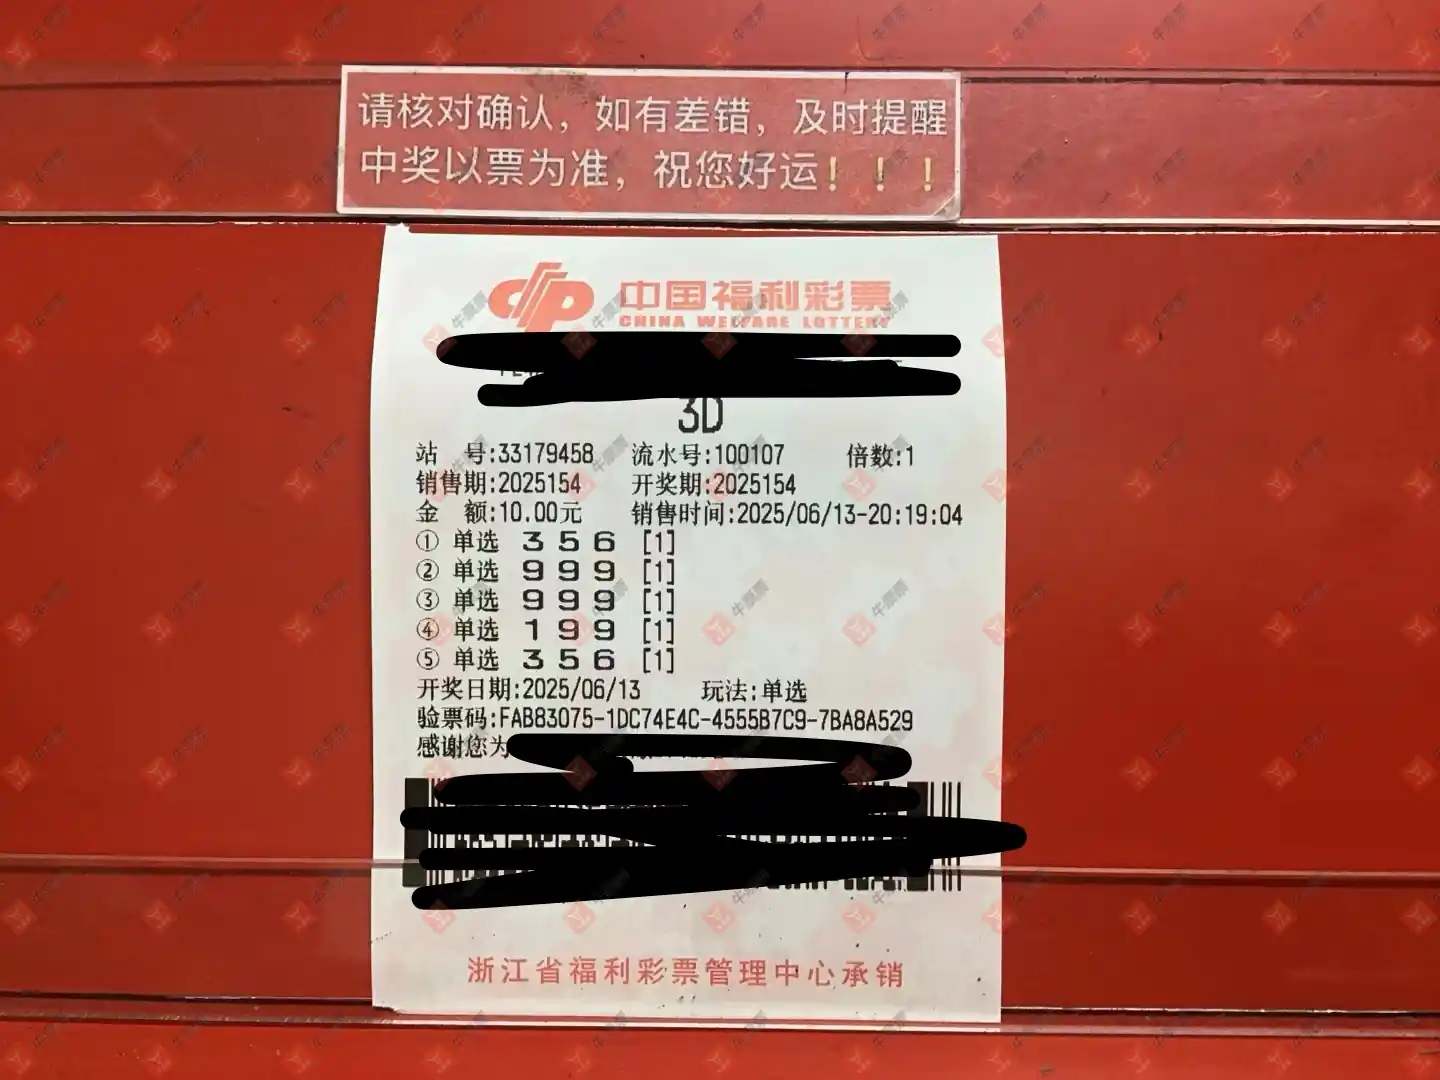 请核对确认，如有差错，及时提醒
中奖以票为准，祝您好运！！！
中国福利彩票
CHINA WELFARE LOTTERY
3D
站 号:33179458 流水号:100107 倍数:1
销售期:2025154 开奖期:2025154
金 额:10.00元 销售时间:2025/06/13-20:19:04
① 单选 3 5 6 [1]
② 单选 9 9 9 [1]
③ 单选 9 9 9 [1]
④ 单选 1 9 9 [1]
⑤ 单选 3 5 6 [1]
开奖日期:2025/06/13 玩法:单选
验票码:FAB83075-1DC74E4C-4555B7C9-7BA8A529
感谢您为
浙江省福利彩票管理中心承销